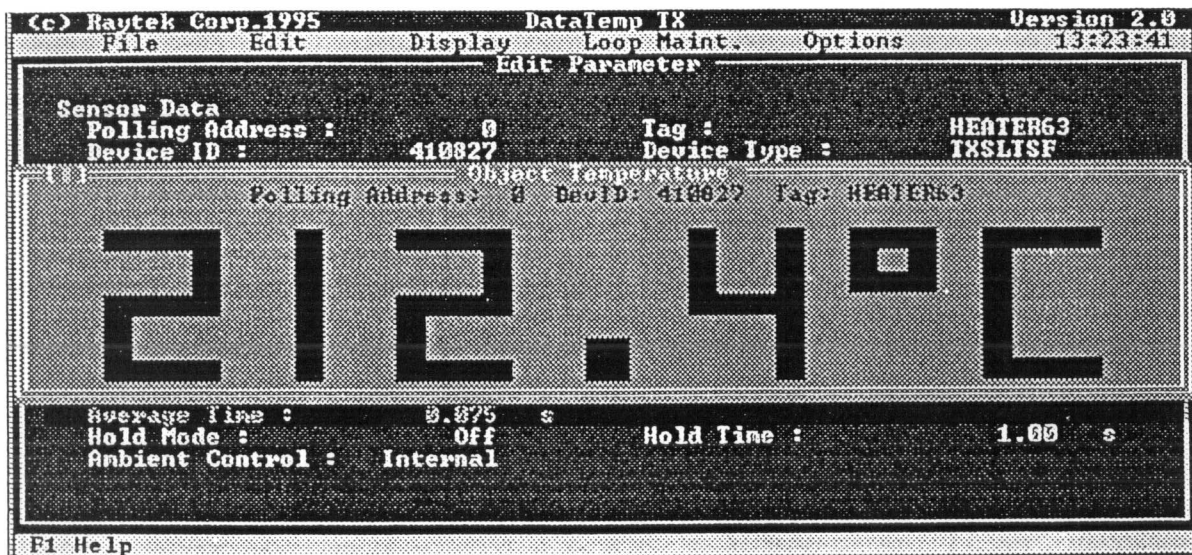 (c) Raytek Corp.1995 DataTemp TX Version 2.0
File Edit Display Loop Maint. Options 13:23:41
Edit Parameter
Sensor Data
Polling Address : 0 Tag : HEATER63
Device ID : 410827 Device Type : TXSLTSF
[ ] Object Temperature
Polling Address: 0 DevID: 410827 Tag: HEATER63
212.4°C
Average Time : 0.075 s
Hold Mode : Off Hold Time : 1.00 s
Ambient Control : Internal
F1 Help